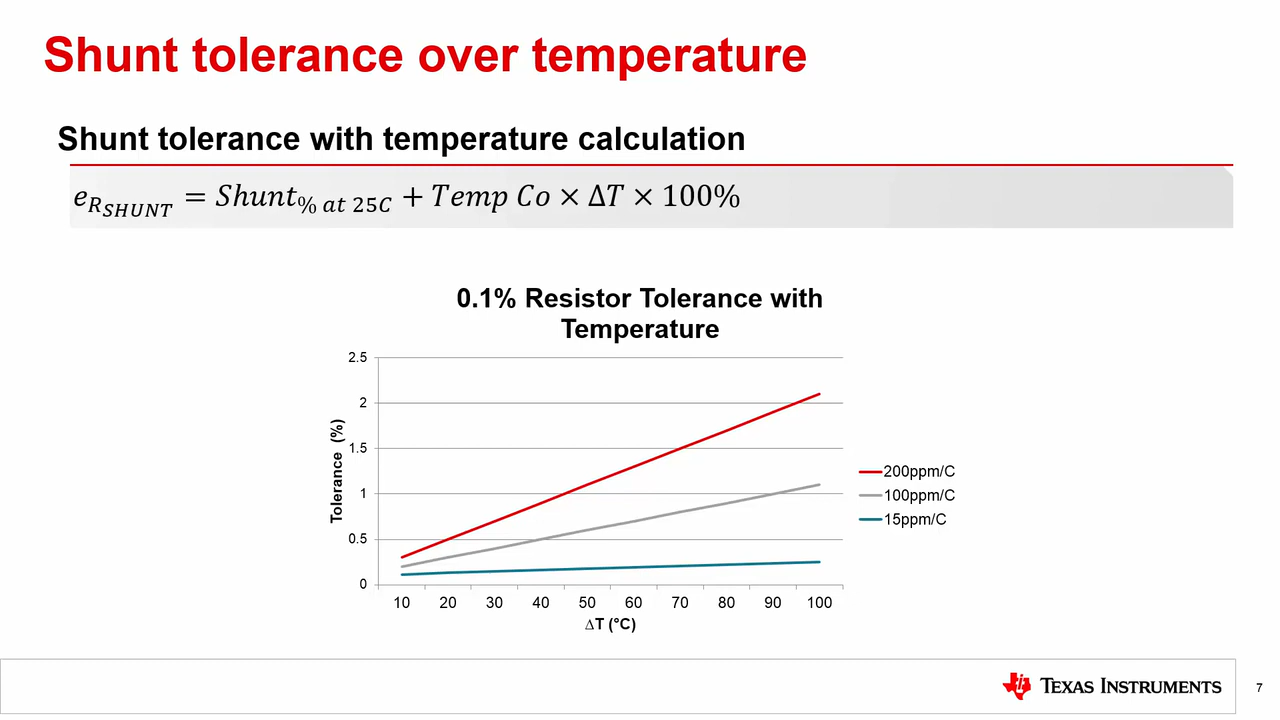 Shunt tolerance over temperature
Shunt tolerance with temperature calculation
e_{R_{SHUNT}} = Shunt_{% at 25C} + Temp Co × ΔT × 100%
0.1% Resistor Tolerance with
Temperature
2.5
2
1.5
1
0.5
0
Tolerance (%)
10 20 30 40 50 60 70 80 90 100
∆T (°C)
200ppm/C
100ppm/C
15ppm/C
TEXAS INSTRUMENTS
7